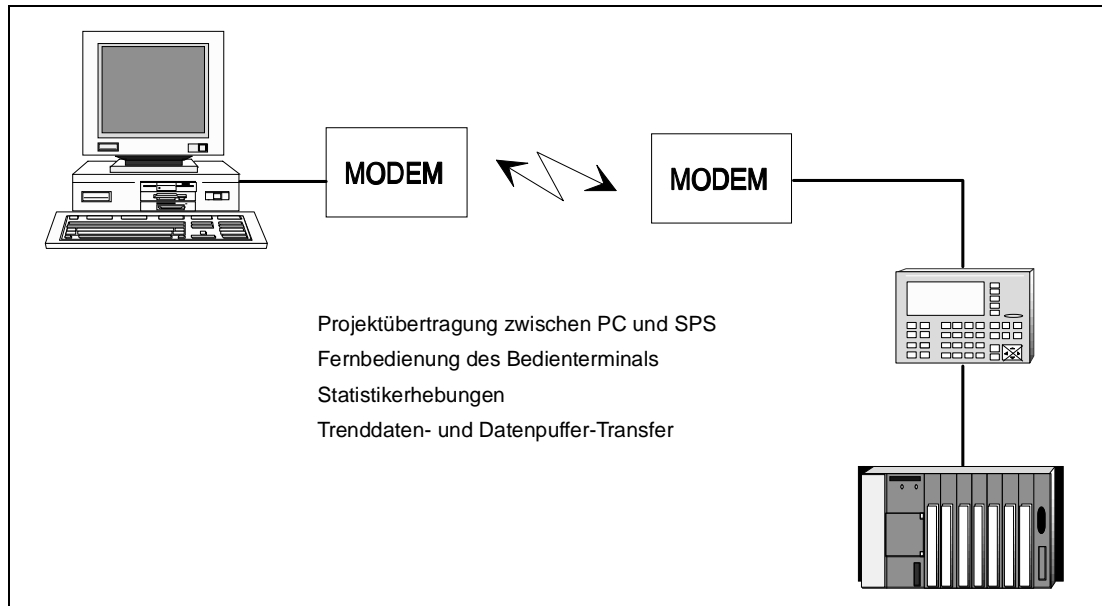 MODEM
MODEM
Projektübertragung zwischen PC und SPS
Fernbedienung des Bedienterminals
Statistikerhebungen
Trenddaten- und Datenpuffer-Transfer